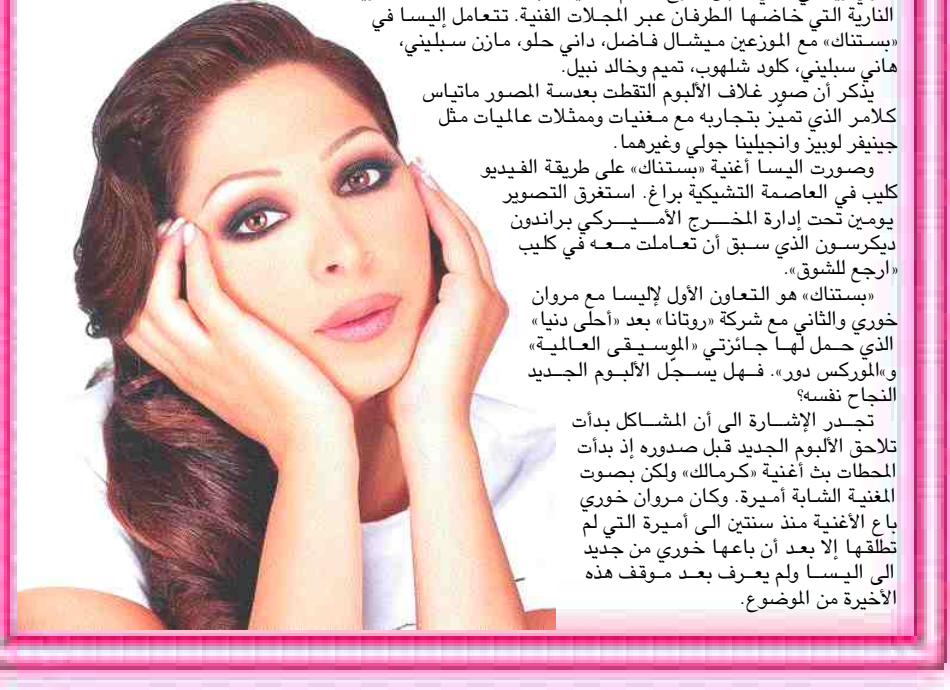 النارية التي خاضها الطرفان عبر المجلات الفنية. تتعامل إليسا في
«بستناك» مع الموزعين ميشال فاضل، داني حلو، مازن سبليني،
هاني سبليني، كلود شلهوب، تميم وخالد نبيل.
يذكر أن صور غلاف الألبوم التقطت بعدسة المصور ماتياس
كلامر الذي تميّز بتجاربه مع مغنيات وممثلات عالميات مثل
جينيفر لوبيز وانجيلينا جولي وغيرهما.
وصورت اليسا أغنية «بستناك» على طريقة الفيديو
كليب في العاصمة التشيكية براغ. استغرق التصوير
يومين تحت إدارة المخرج الأميركي براندون
ديكرسون الذي سبق أن تعاملت معه في كليب
«ارجع للشوق».
«بستناك» هو التعاون الأول لإليسا مع مروان
خوري والثاني مع شركة «روتانا» بعد «أحلى دنيا»
الذي حمل لها جائزتي «الموسيقى العالمية»
و«الموركس دور». فهل يسجّل الألبوم الجديد
النجاح نفسه؟
تجدر الإشارة الى أن المشاكل بدأت
تلاحق الألبوم الجديد قبل صدوره إذ بدأت
المحطات بث أغنية «كرمالك» ولكن بصوت
المغنية الشابة أميرة. وكان مروان خوري
باع الأغنية منذ سنتين الى أميرة التي لم
تطلقها إلا بعد أن باعها خوري من جديد
الى اليسا ولم يعرف بعد موقف هذه
الأخيرة من الموضوع.